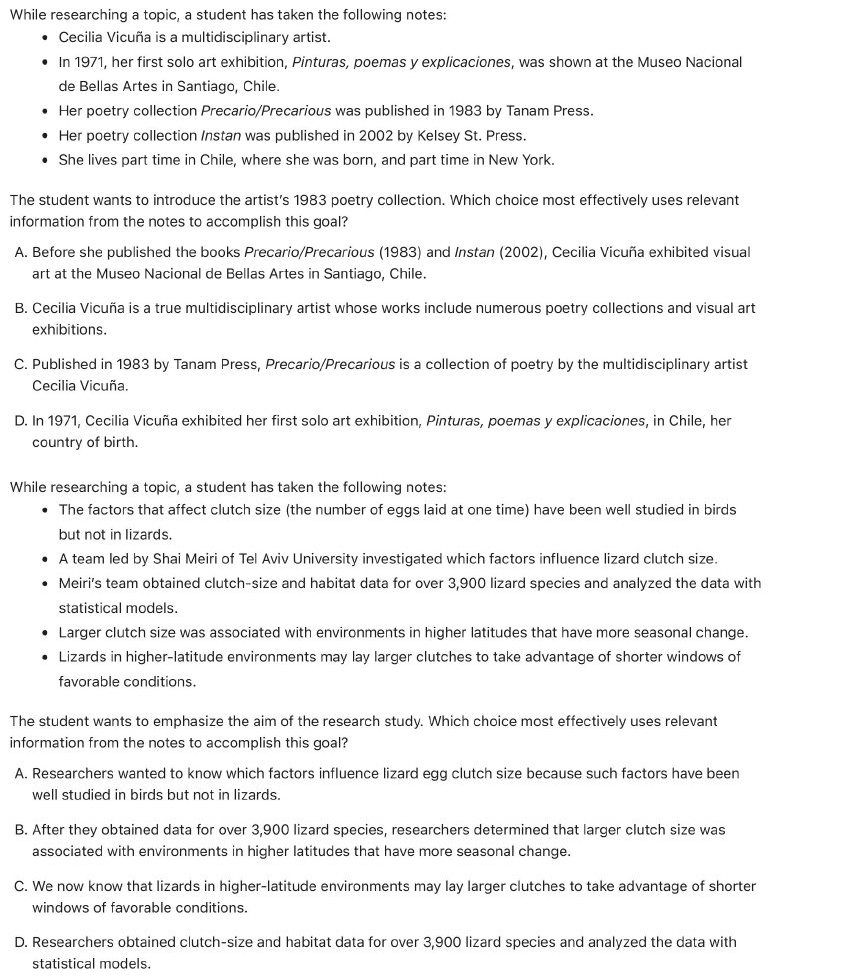 While researching a topic, a student has taken the following notes:
• Cecilia Vicuña is a multidisciplinary artist.
• In 1971, her first solo art exhibition, Pinturas, poemas y explicaciones, was shown at the Museo Nacional
de Bellas Artes in Santiago, Chile.
• Her poetry collection Precario/Precarious was published in 1983 by Tanam Press.
• Her poetry collection Instan was published in 2002 by Kelsey St. Press.
• She lives part time in Chile, where she was born, and part time in New York.
The student wants to introduce the artist's 1983 poetry collection. Which choice most effectively uses relevant
information from the notes to accomplish this goal?
A. Before she published the books Precario/Precarious (1983) and Instan (2002), Cecilia Vicuña exhibited visual
art at the Museo Nacional de Bellas Artes in Santiago, Chile.
B. Cecilia Vicuña is a true multidisciplinary artist whose works include numerous poetry collections and visual art
exhibitions.
C. Published in 1983 by Tanam Press, Precario/Precarious is a collection of poetry by the multidisciplinary artist
Cecilia Vicuña.
D. In 1971, Cecilia Vicuña exhibited her first solo art exhibition, Pinturas, poemas y explicaciones, in Chile, her
country of birth.
While researching a topic, a student has taken the following notes:
• The factors that affect clutch size (the number of eggs laid at one time) have been well studied in birds
but not in lizards.
• A team led by Shai Meiri of Tel Aviv University investigated which factors influence lizard clutch size.
• Meiri's team obtained clutch-size and habitat data for over 3,900 lizard species and analyzed the data with
statistical models.
• Larger clutch size was associated with environments in higher latitudes that have more seasonal change.
• Lizards in higher-latitude environments may lay larger clutches to take advantage of shorter windows of
favorable conditions.
The student wants to emphasize the aim of the research study. Which choice most effectively uses relevant
information from the notes to accomplish this goal?
A. Researchers wanted to know which factors influence lizard egg clutch size because such factors have been
well studied in birds but not in lizards.
B. After they obtained data for over 3,900 lizard species, researchers determined that larger clutch size was
associated with environments in higher latitudes that have more seasonal change.
C. We now know that lizards in higher-latitude environments may lay larger clutches to take advantage of shorter
windows of favorable conditions.
D. Researchers obtained clutch-size and habitat data for over 3,900 lizard species and analyzed the data with
statistical models.